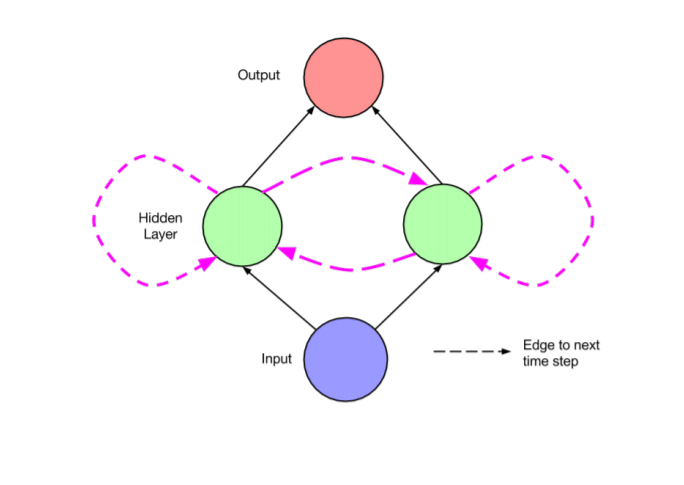 Output
Hidden
Layer
Input
Edge to next
time step